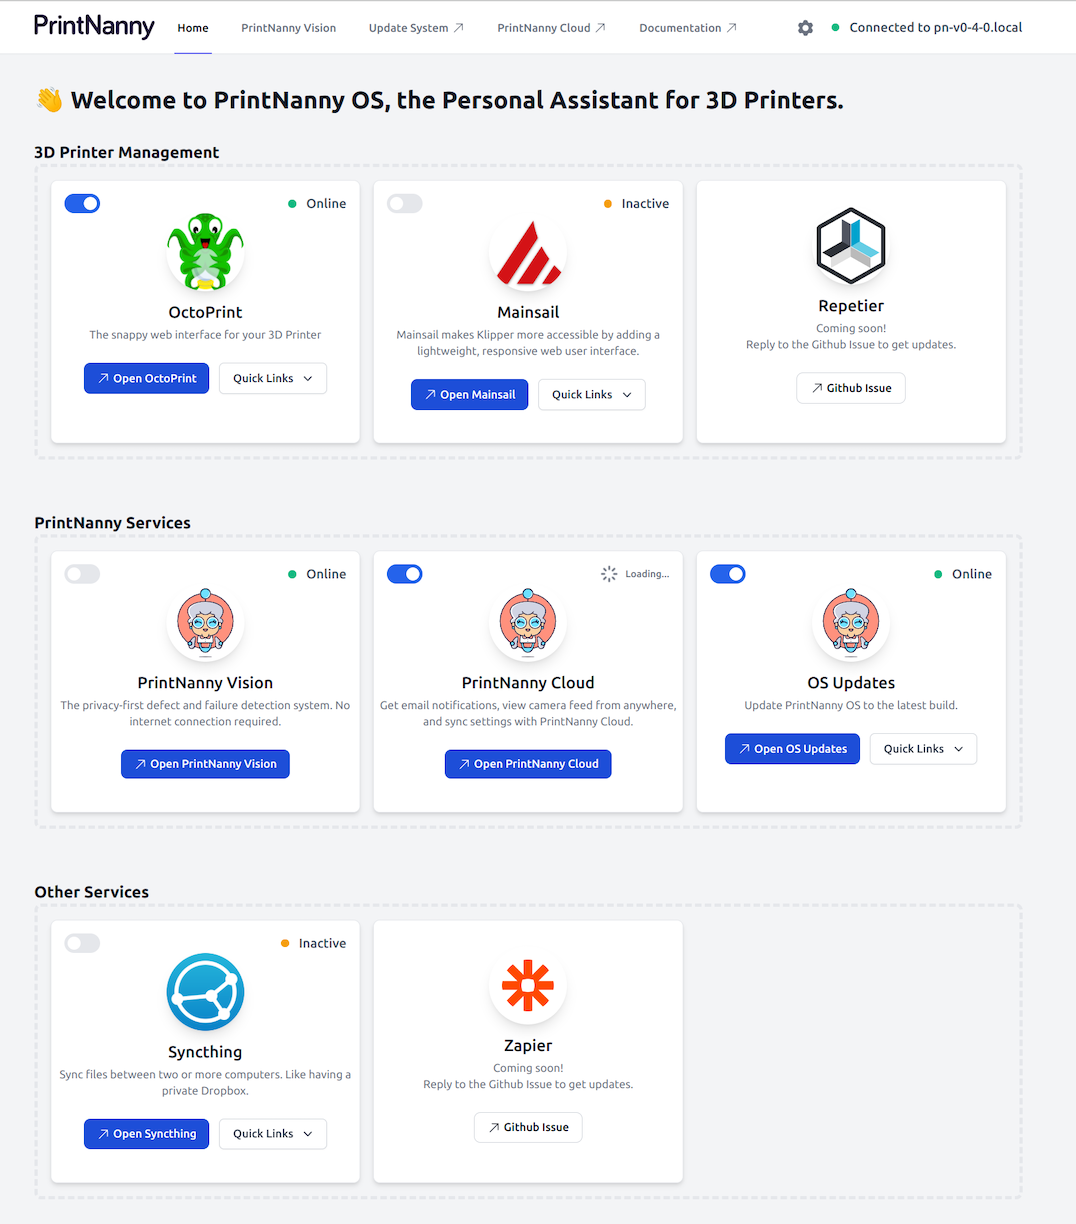 PrintNanny
Home
PrintNanny Vision
Update System
PrintNanny Cloud
Documentation
Connected to pn-v0-4-0.local
👋 Welcome to PrintNanny OS, the Personal Assistant for 3D Printers.
3D Printer Management
Online
OctoPrint
The snappy web interface for your 3D Printer
Open OctoPrint
Quick Links
Inactive
Mainsail
Mainsail makes Klipper more accessible by adding a
lightweight, responsive web user interface.
Open Mainsail
Quick Links
Repetier
Coming soon!
Reply to the Github Issue to get updates.
Github Issue
PrintNanny Services
Online
PrintNanny Vision
The privacy-first defect and failure detection system. No
internet connection required.
Open PrintNanny Vision
Loading...
PrintNanny Cloud
Get email notifications, view camera feed from anywhere,
and sync settings with PrintNanny Cloud.
Open PrintNanny Cloud
Online
OS Updates
Update PrintNanny OS to the latest build.
Open OS Updates
Quick Links
Other Services
Inactive
Syncthing
Sync files between two or more computers. Like having a
private Dropbox.
Open Syncthing
Quick Links
Zapier
Coming soon!
Reply to the Github Issue to get updates.
Github Issue